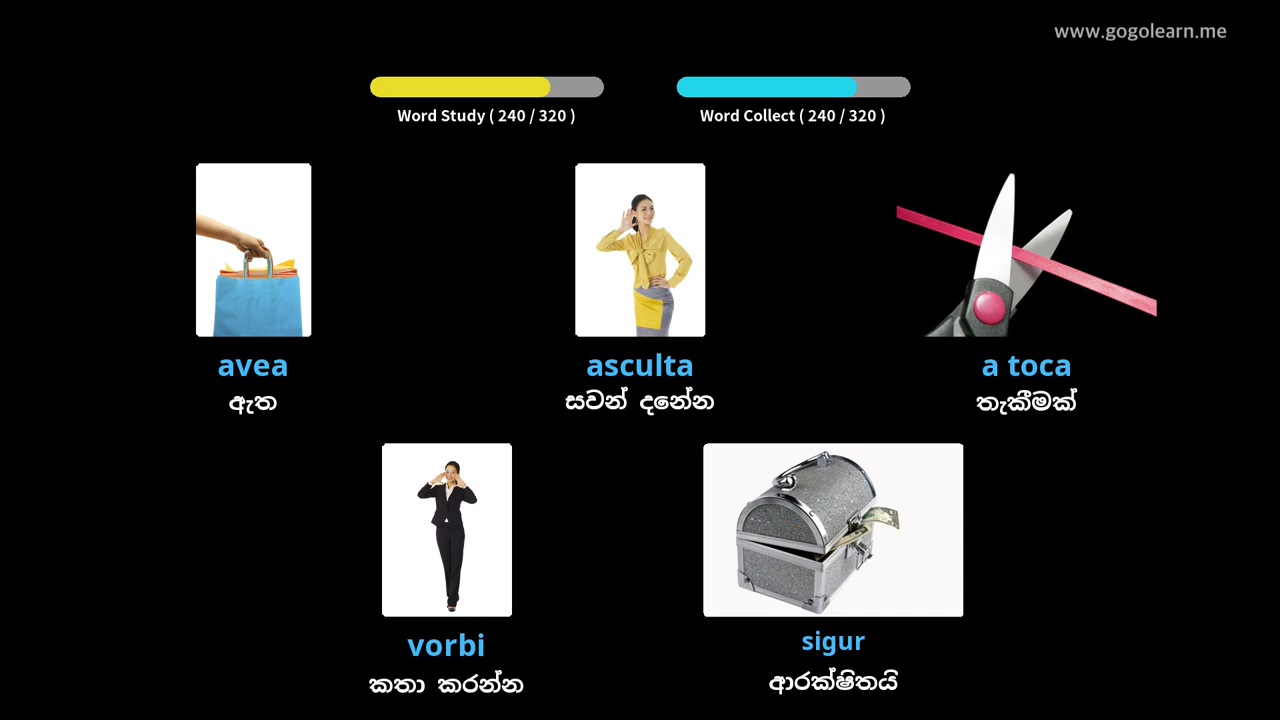 www.gogolearn.me
Word Study ( 240 / 320 )
Word Collect ( 240 / 320 )
avea
ඇත
asculta
සවන් දනේන
a toca
තැකීමක්
vorbi
කතා කරන්න
sigur
ආරක්ෂිතයි